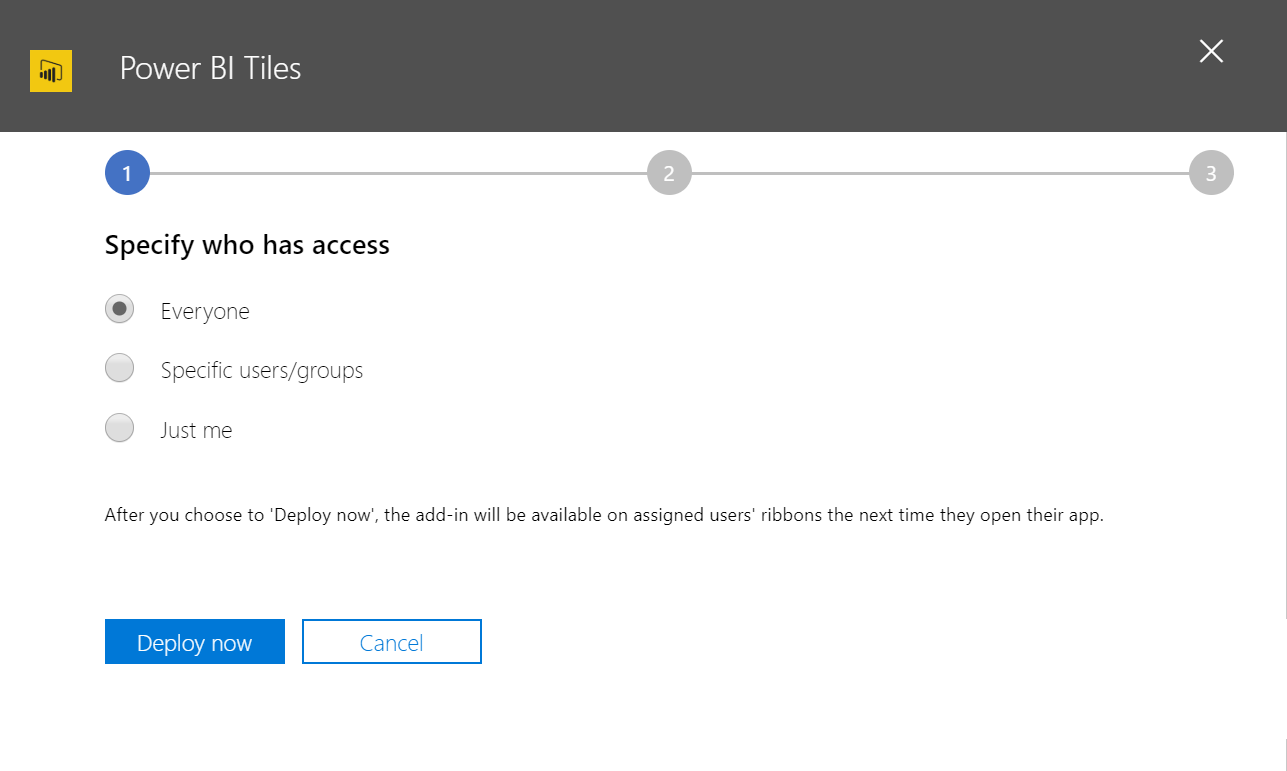 Power BI Tiles
1
2
3
Specify who has access
Everyone
Specific users/groups
Just me
After you choose to 'Deploy now', the add-in will be available on assigned users' ribbons the next time they open their app.
Deploy now
Cancel